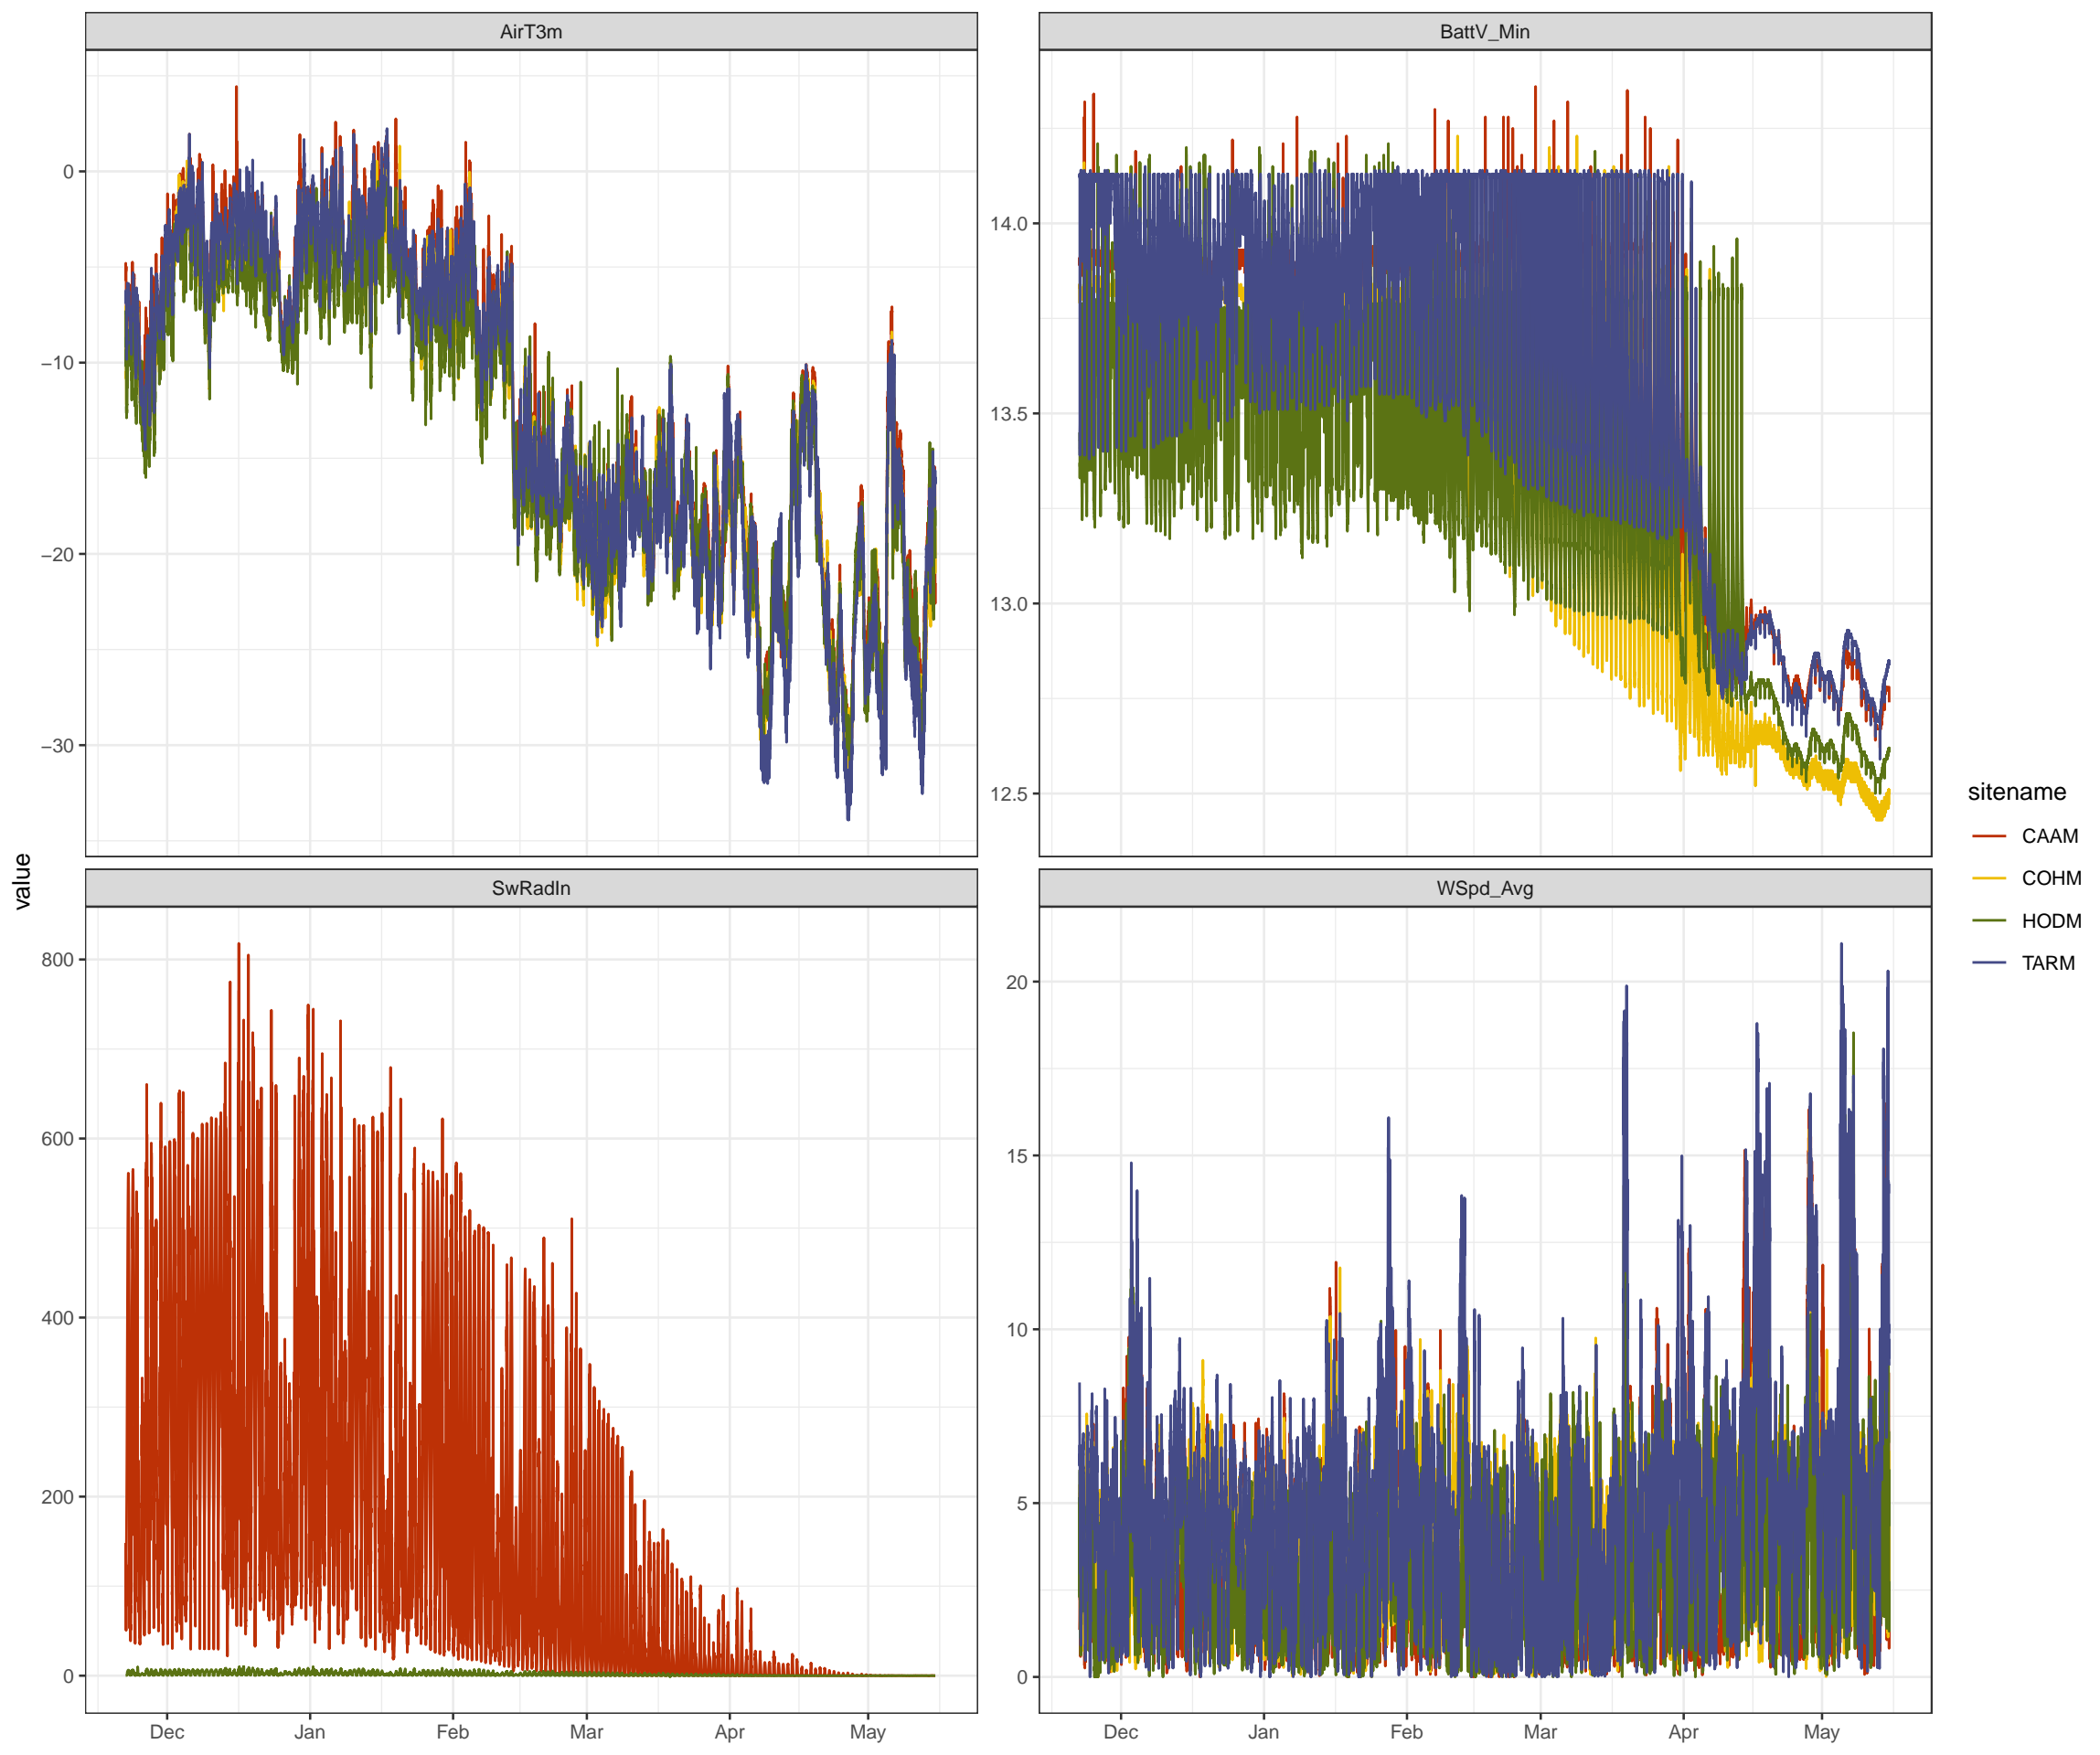 AirT3m
BattV_Min
0
−10
−20
−30
14.0
13.5
13.0
12.5
value
SwRadIn
WSpd_Avg
800
600
400
200
0
20
15
10
5
0
Dec Jan Feb Mar Apr May
Dec Jan Feb Mar Apr May
sitename
CAAM
COHM
HODM
TARM